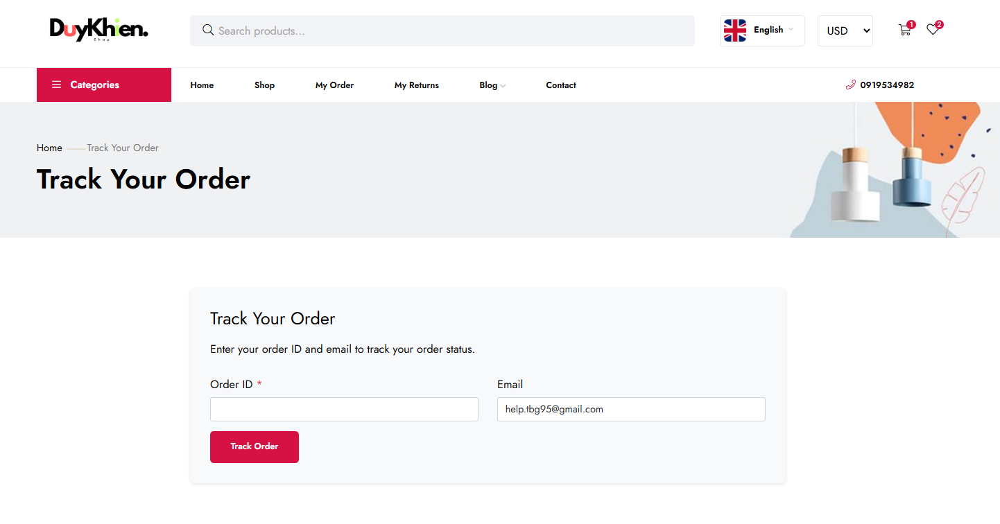 DuyKhien.
Shop
Search products...
English
USD
1
2
Categories
Home
Shop
My Order
My Returns
Blog
Contact
0919534982
Home
Track Your Order
Track Your Order
Track Your Order
Enter your order ID and email to track your order status.
Order ID *
Email
help.tbg95@gmail.com
Track Order